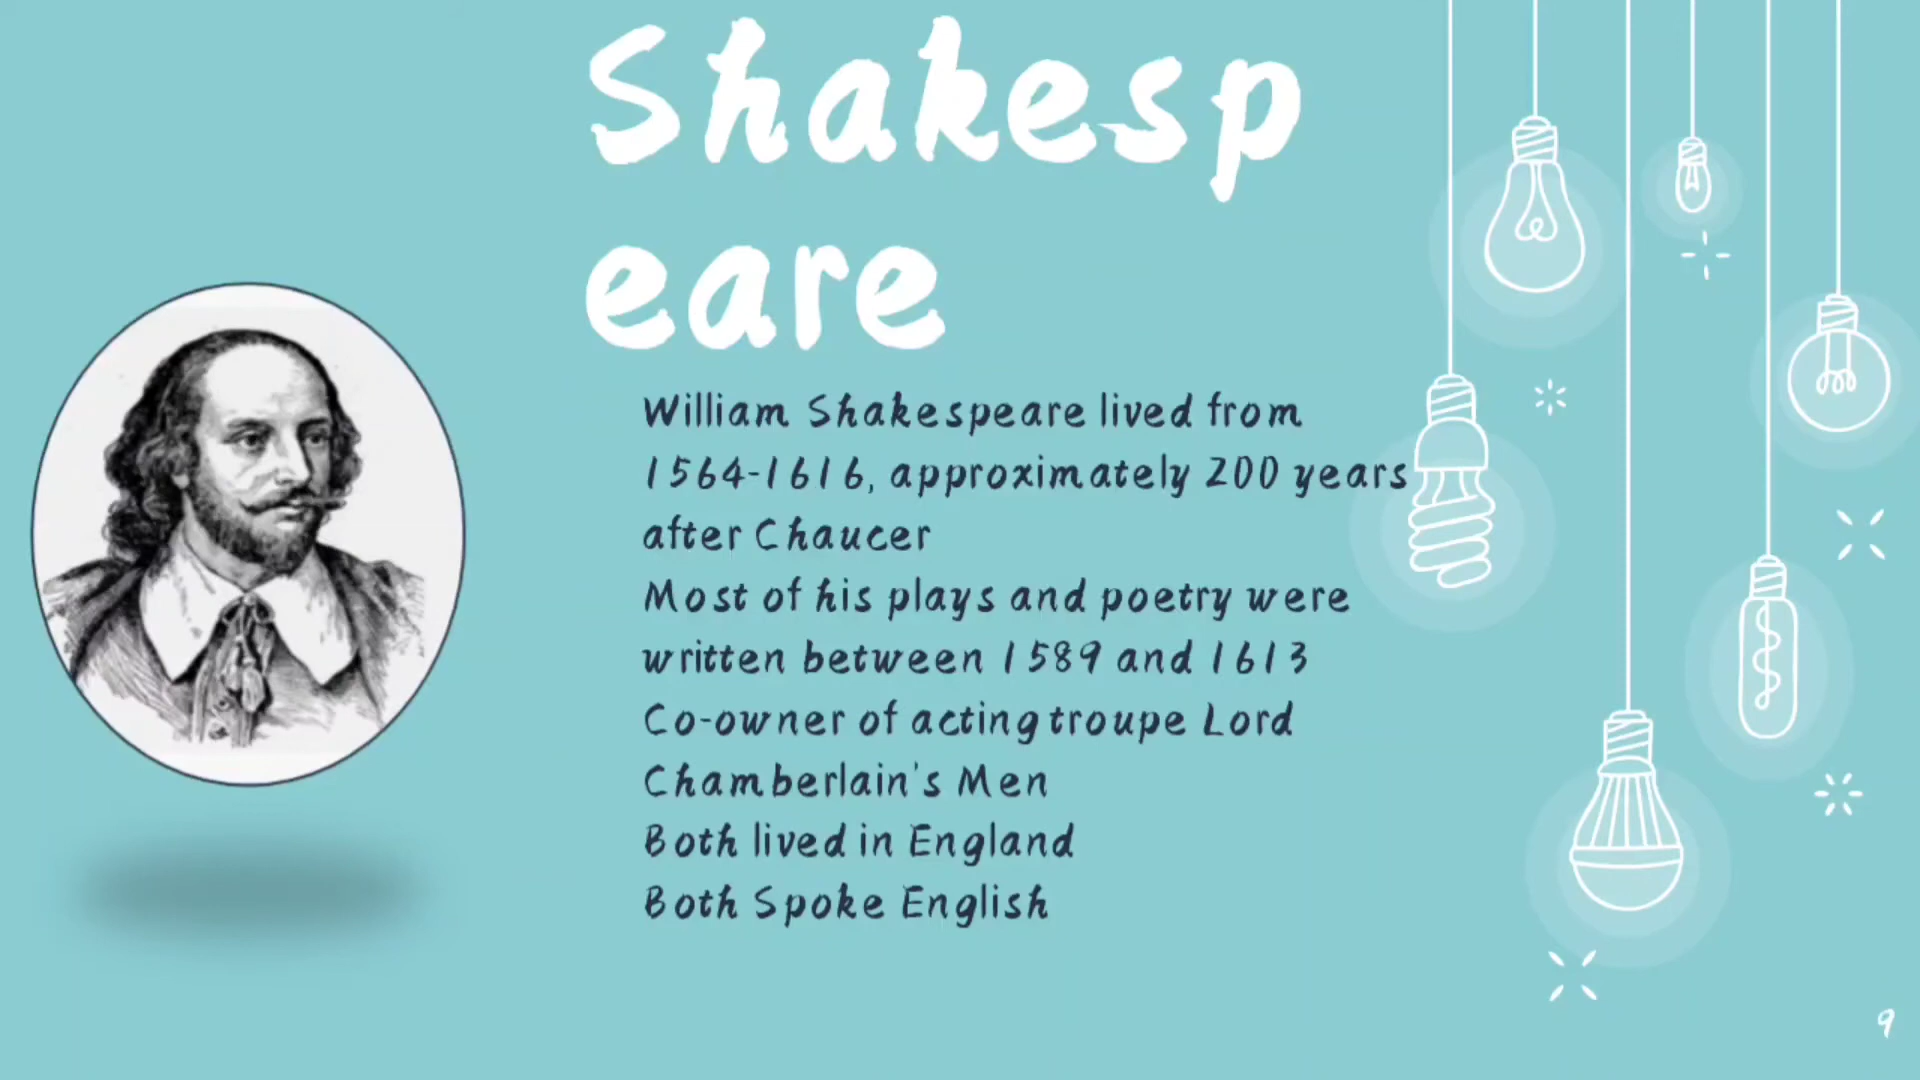 Shakesp
eare
William Shakespeare lived from
1564-1616, approximately 200 years
after Chaucer
Most of his plays and poetry were
written between 1589 and 1613
Co-owner of acting troupe Lord
Chamberlain's Men
Both lived in England
Both Spoke English
9